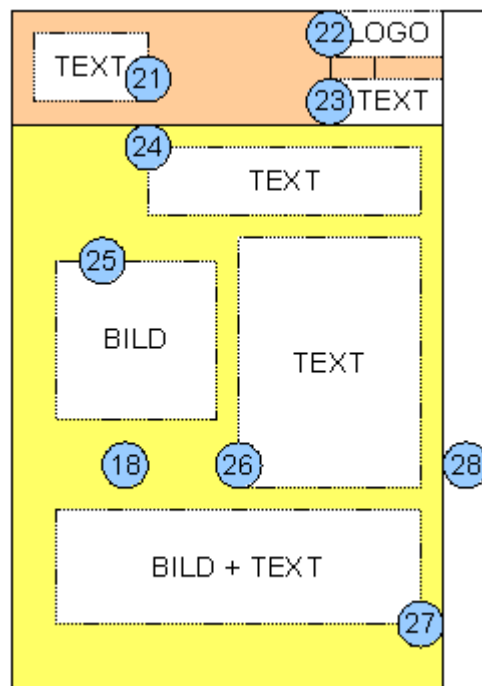 22 LOGO
TEXT 21
23 TEXT
24
TEXT
25
BILD
TEXT
18 26 28
BILD + TEXT
27